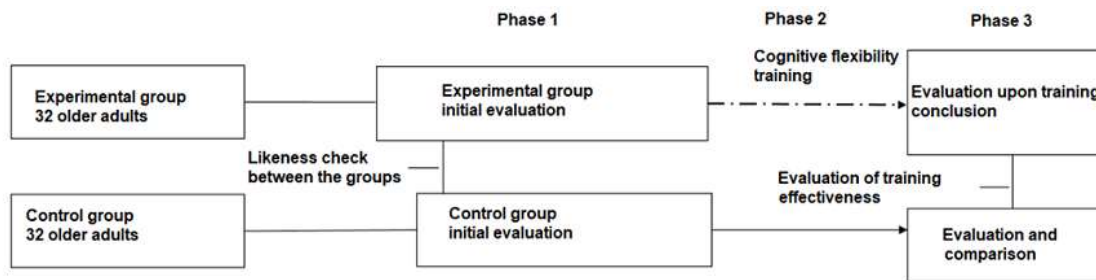 Phase 1
Phase 2
Phase 3
Cognitive flexibility
training
Experimental group
32 older adults
Experimental group
initial evaluation
Evaluation upon training
conclusion
Likeness check
between the groups
Evaluation of training
effectiveness
Control group
32 older adults
Control group
initial evaluation
Evaluation and
comparison